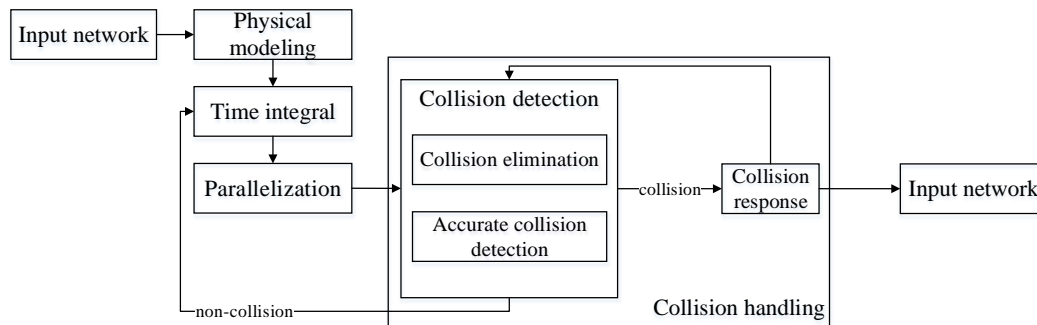 Input network
Physical
modeling
Time integral
Parallelization
Collision detection
Collision elimination
Accurate collision
detection
collision
Collision
response
Input network
non-collision
Collision handling